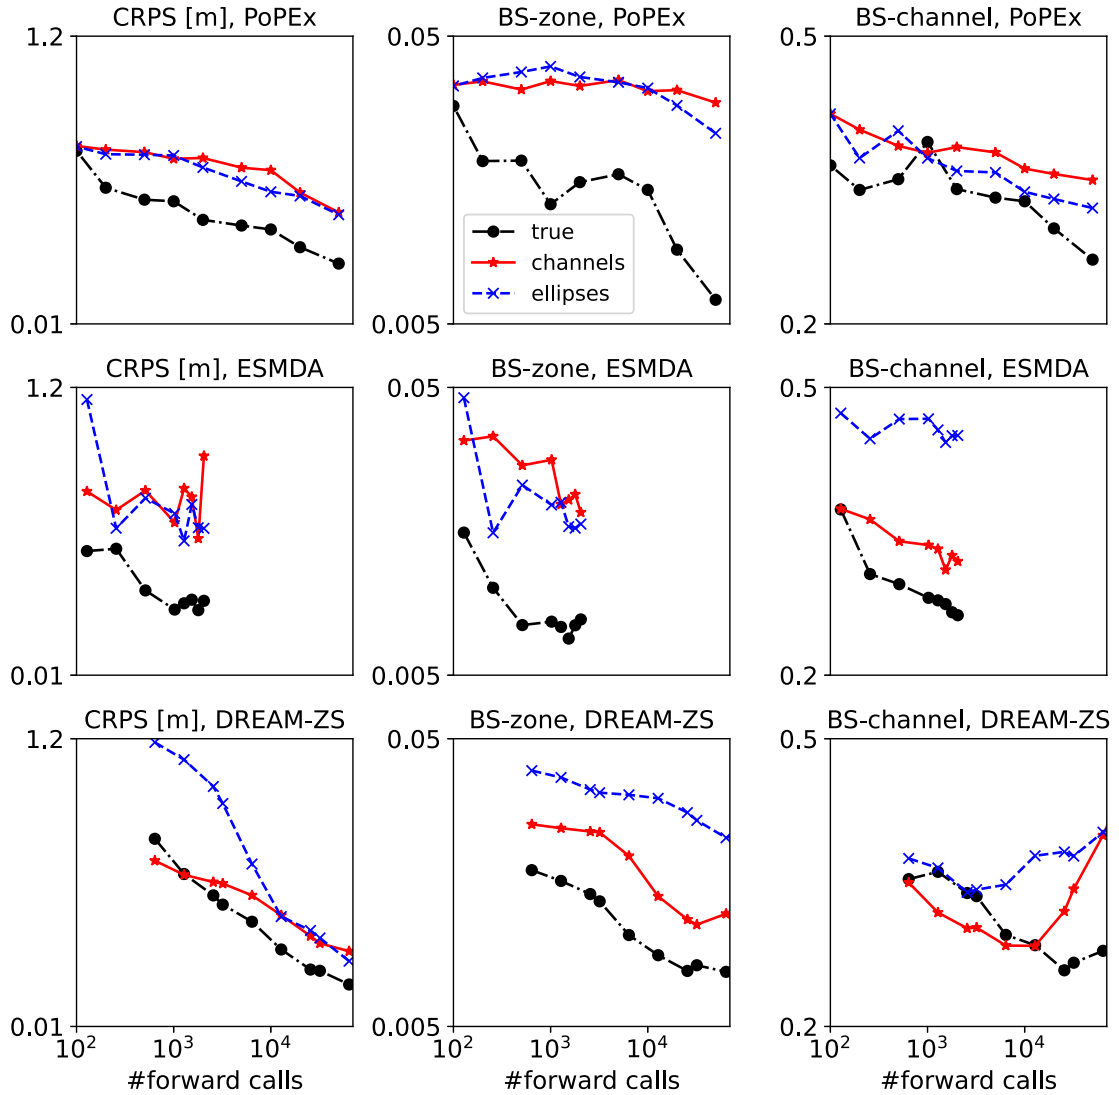 CRPS [m], PoPEx
BS-zone, PoPEx
BS-channel, PoPEx
1.2
0.01
0.05
0.005
0.5
0.2
true
channels
ellipses
CRPS [m], ESMDA
BS-zone, ESMDA
BS-channel, ESMDA
1.2
0.01
0.05
0.005
0.5
0.2
CRPS [m], DREAM-ZS
BS-zone, DREAM-ZS
BS-channel, DREAM-ZS
1.2
0.01
0.05
0.005
0.5
0.2
10² 10³ 10⁴
10² 10³ 10⁴
10² 10³ 10⁴
#forward calls
#forward calls
#forward calls